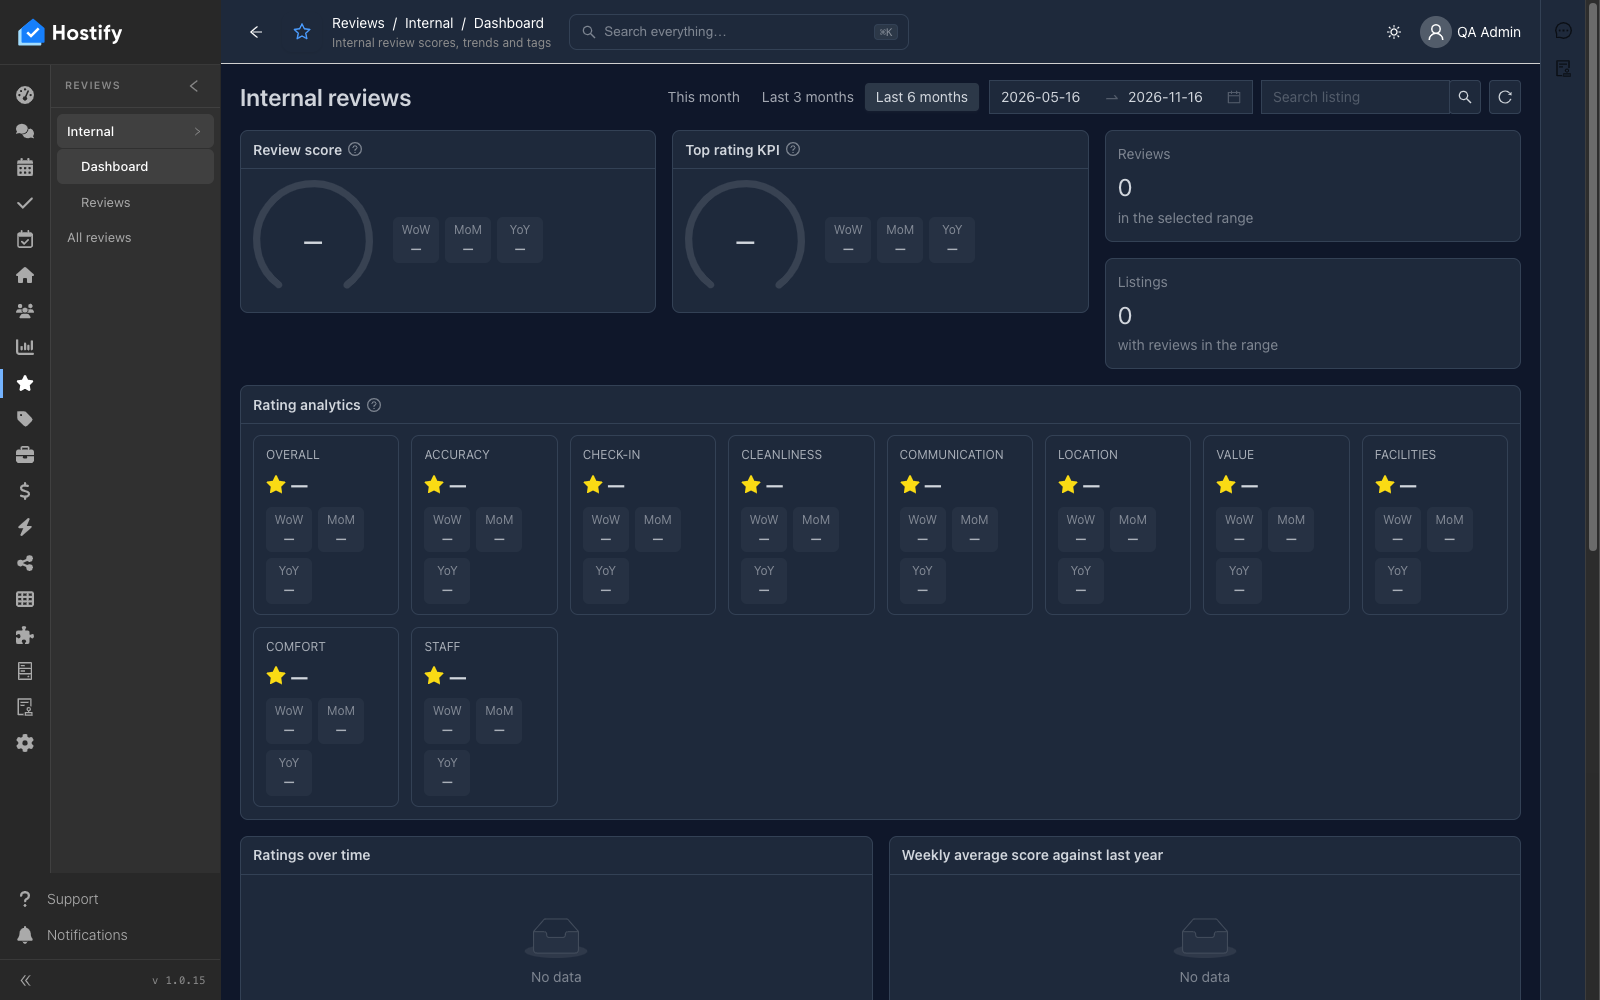 Hostify
Reviews / Internal / Dashboard
Internal review scores, trends and tags
Search everything...
⌘K
QA Admin
REVIEWS
Internal
Dashboard
Reviews
All reviews
Support
Notifications
v 1.0.15
Internal reviews
This month
Last 3 months
Last 6 months
2026-05-16
2026-11-16
Search listing
Review score
–
WoW
–
MoM
–
YoY
–
Top rating KPI
–
WoW
–
MoM
–
YoY
–
Reviews
0
in the selected range
Listings
0
with reviews in the range
Rating analytics
OVERALL
–
WoW
–
MoM
–
YoY
–
ACCURACY
–
WoW
–
MoM
–
YoY
–
CHECK-IN
–
WoW
–
MoM
–
YoY
–
CLEANLINESS
–
WoW
–
MoM
–
YoY
–
COMMUNICATION
–
WoW
–
MoM
–
YoY
–
LOCATION
–
WoW
–
MoM
–
YoY
–
VALUE
–
WoW
–
MoM
–
YoY
–
FACILITIES
–
WoW
–
MoM
–
YoY
–
COMFORT
–
WoW
–
MoM
–
YoY
–
STAFF
–
WoW
–
MoM
–
YoY
–
Ratings over time
No data
Weekly average score against last year
No data